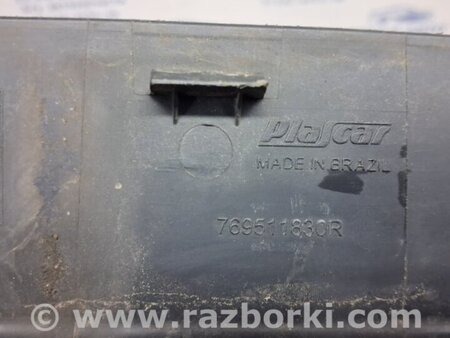 Plascar
MADE IN BRAZIL
769511830R
www.razborki.com